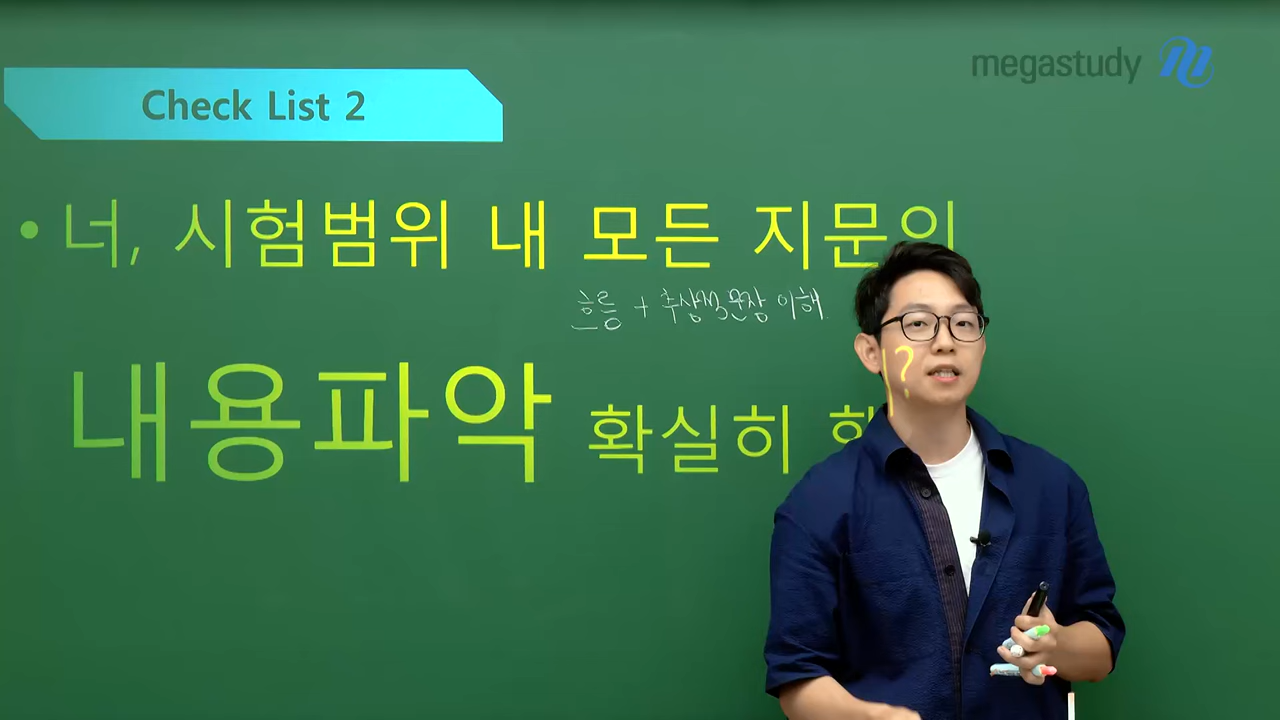 megastudy
Check List 2
• 너, 시험범위 내 모든 지문의
흐름 + 추상적 문장 이해
내용파악 확실히
?